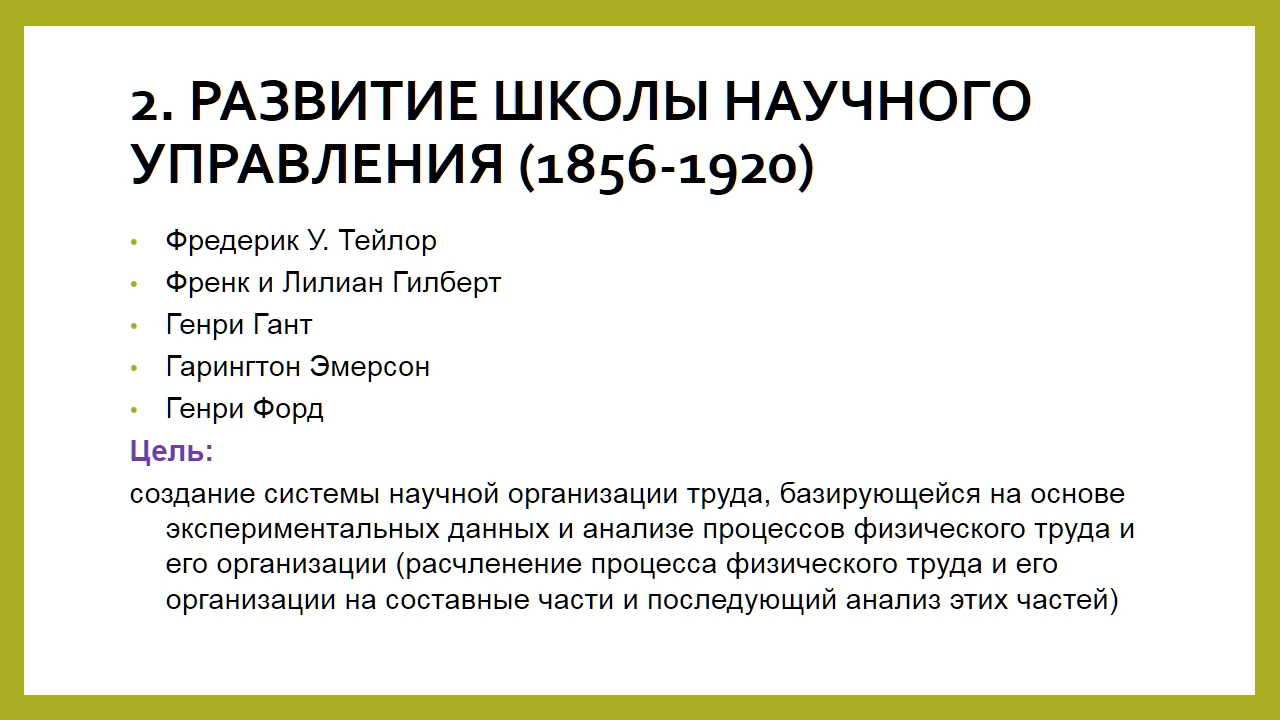 2. РАЗВИТИЕ ШКОЛЫ НАУЧНОГО
УПРАВЛЕНИЯ (1856-1920)
• Фредерик У. Тейлор
• Френк и Лилиан Гилберт
• Генри Гант
• Гарингтон Эмерсон
• Генри Форд
Цель:
создание системы научной организации труда, базирующейся на основе
экспериментальных данных и анализе процессов физического труда и
его организации (расчленение процесса физического труда и его
организации на составные части и последующий анализ этих частей)